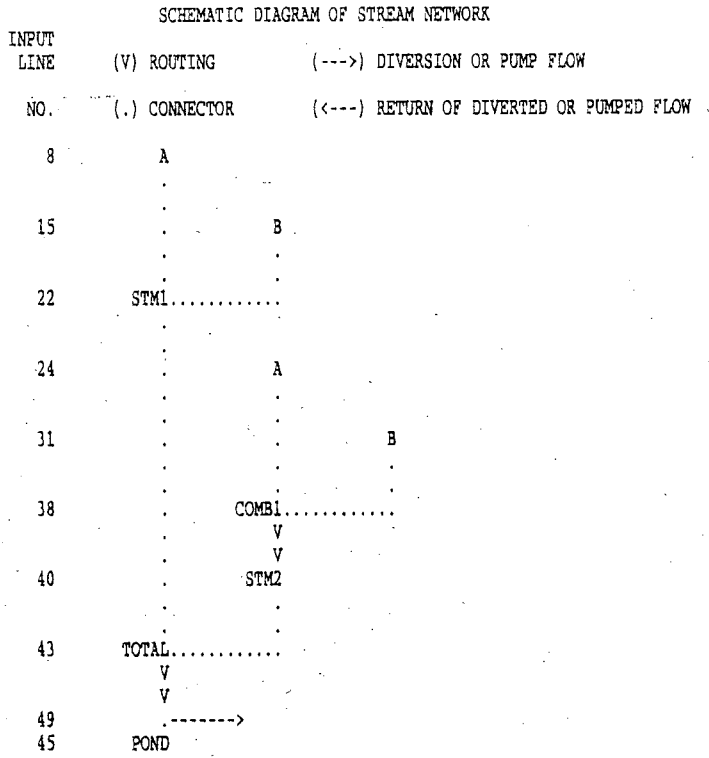 SCHEMATIC DIAGRAM OF STREAM NETWORK
INPUT
LINE (V) ROUTING (--->) DIVERSION OR PUMP FLOW
NO. (.) CONNECTOR (<---) RETURN OF DIVERTED OR PUMPED FLOW
8 A
.
.
15 . B
. .
. .
22 STM1............
.
.
24 . A
. .
. .
31 . . B
. . .
. . .
38 . COMB1............
. V
. V
40 . STM2
. .
. .
43 TOTAL............
V
V
49 .------->
45 POND